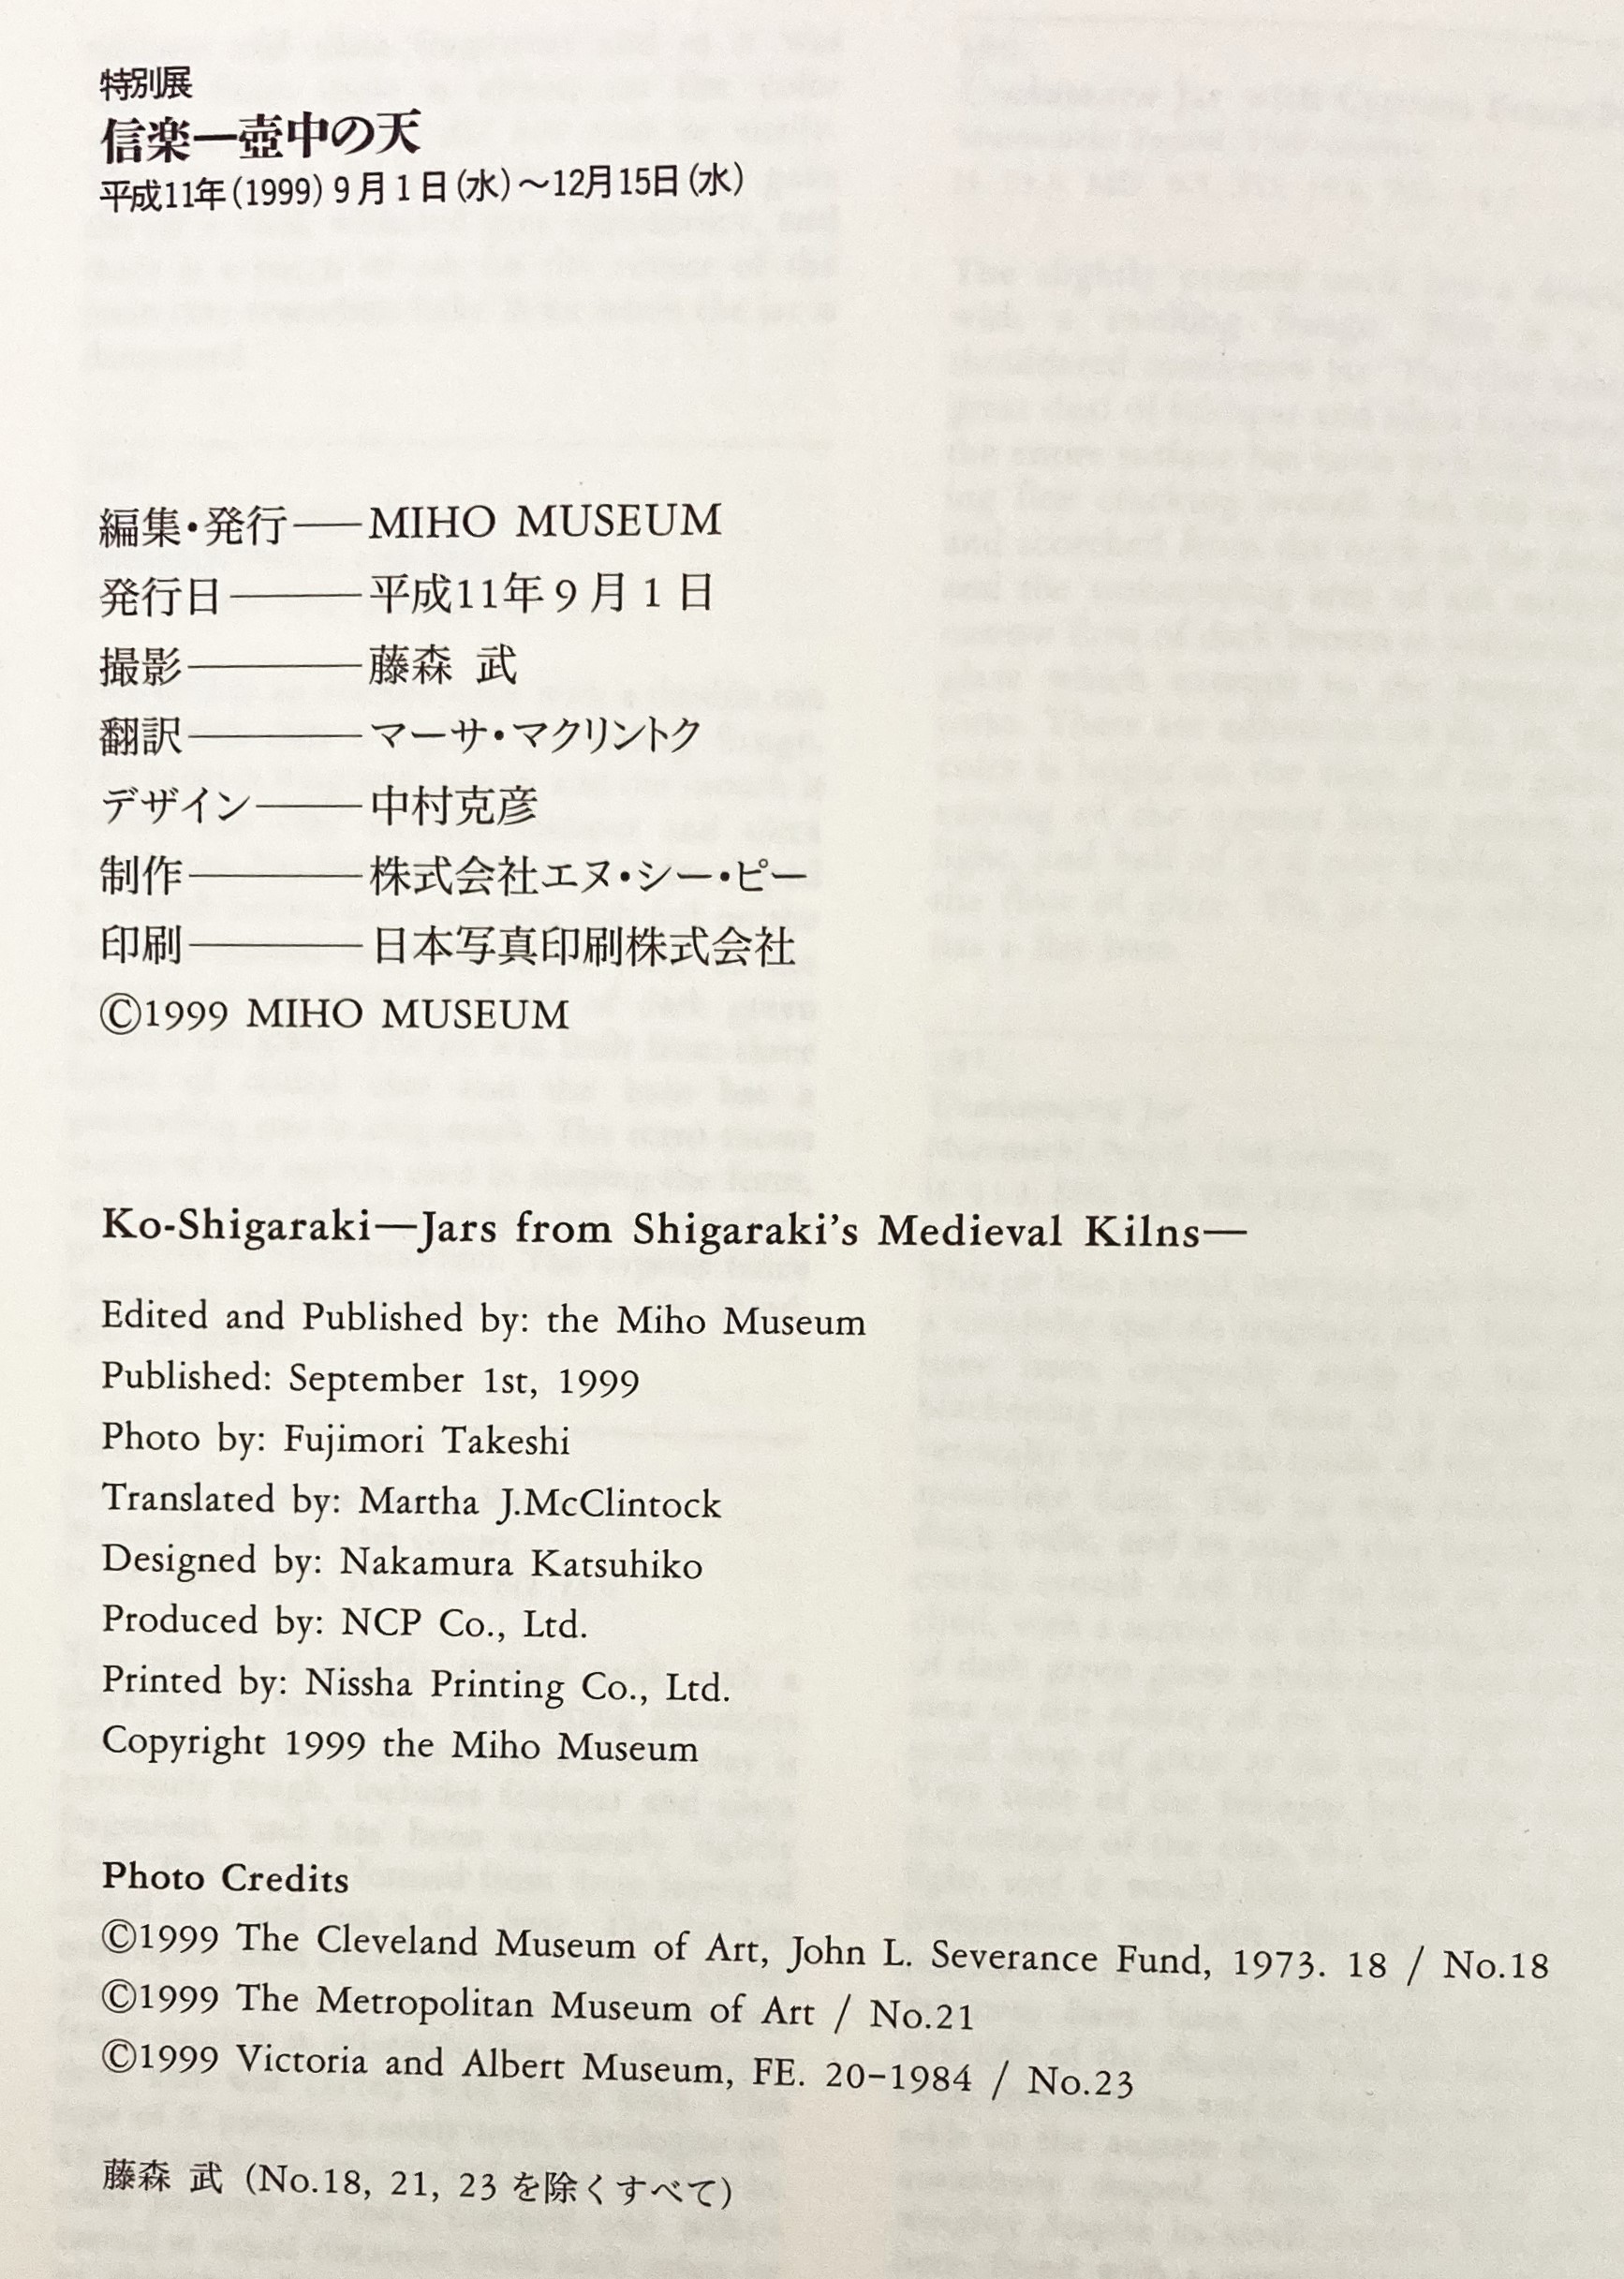 特別展
信楽―壺中の天
平成11年(1999)9月1日(水)～12月15日(水)
編集・発行――MIHO MUSEUM
発行日―――平成11年9月1日
撮影――――藤森 武
翻訳――――マーサ・マクリントク
デザイン――中村克彦
制作――――株式会社エヌ・シー・ピー
印刷――――日本写真印刷株式会社
©1999 MIHO MUSEUM
Ko-Shigaraki—Jars from Shigaraki's Medieval Kilns—
Edited and Published by: the Miho Museum
Published: September 1st, 1999
Photo by: Fujimori Takeshi
Translated by: Martha J.McClintock
Designed by: Nakamura Katsuhiko
Produced by: NCP Co., Ltd.
Printed by: Nissha Printing Co., Ltd.
Copyright 1999 the Miho Museum
Photo Credits
©1999 The Cleveland Museum of Art, John L. Severance Fund, 1973. 18 / No.18
©1999 The Metropolitan Museum of Art / No.21
©1999 Victoria and Albert Museum, FE. 20-1984 / No.23
藤森 武 (No.18, 21, 23 を除くすべて)